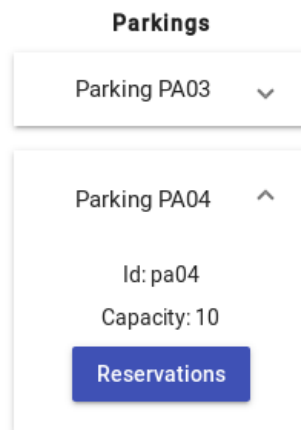 Parkings
Parking PA03
Parking PA04
Id: pa04
Capacity: 10
Reservations